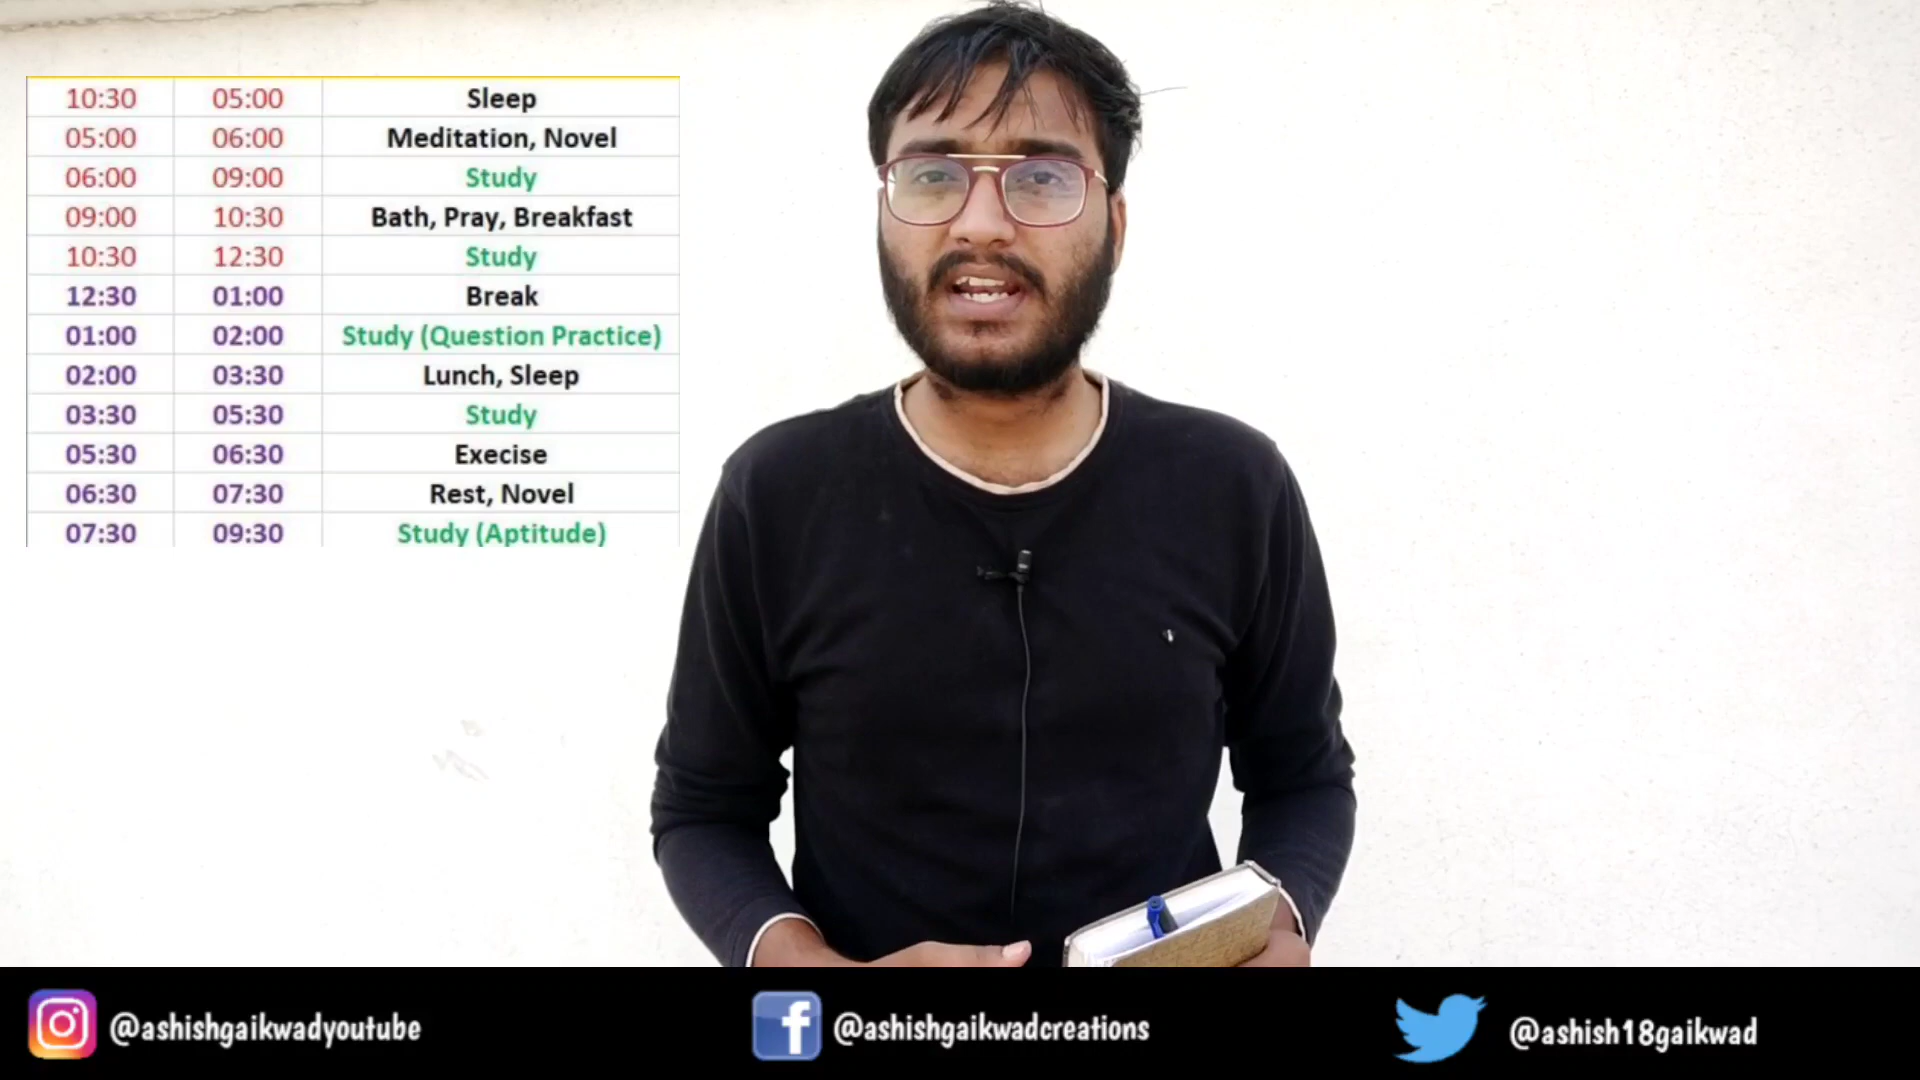 10:30 05:00 Sleep
05:00 06:00 Meditation, Novel
06:00 09:00 Study
09:00 10:30 Bath, Pray, Breakfast
10:30 12:30 Study
12:30 01:00 Break
01:00 02:00 Study (Question Practice)
02:00 03:30 Lunch, Sleep
03:30 05:30 Study
05:30 06:30 Execise
06:30 07:30 Rest, Novel
07:30 09:30 Study (Aptitude)
@ashishgaikwadyoutube @ashishgaikwadcreations @ashish18gaikwad